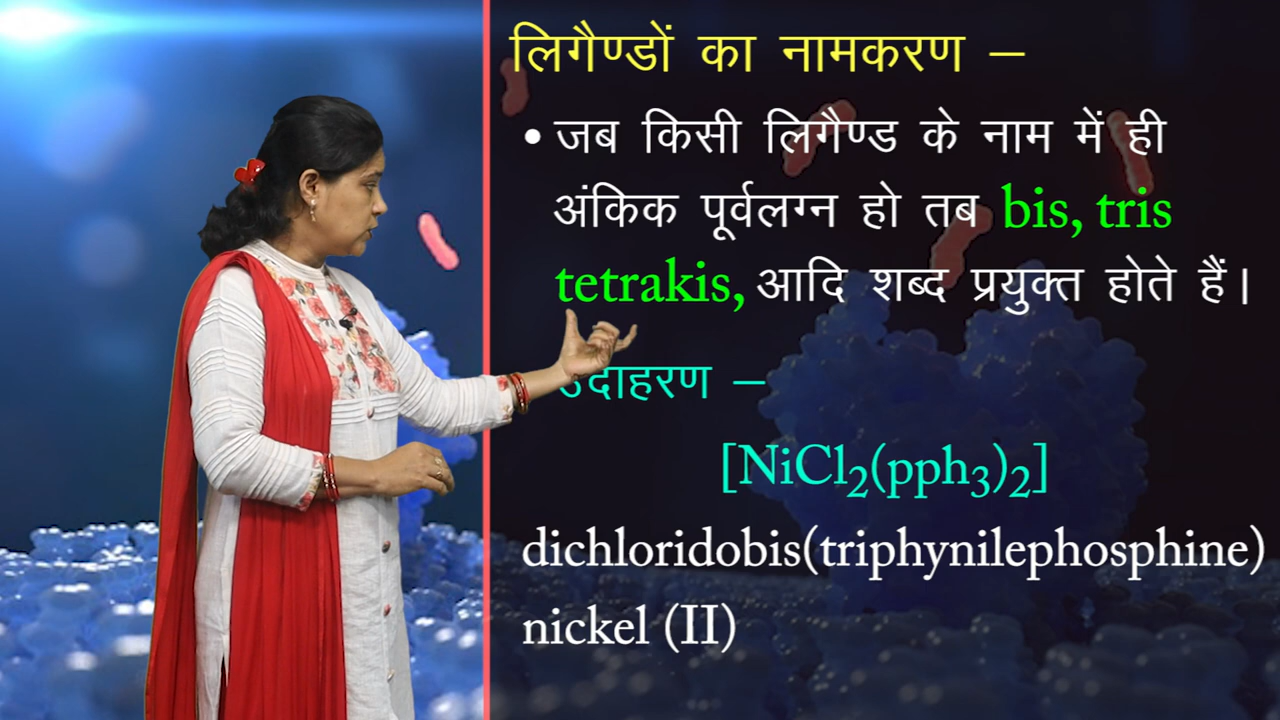 लिगैण्डों का नामकरण –
• जब किसी लिगैण्ड के नाम में ही
अंकिक पूर्वलग्न हो तब bis, tris
tetrakis, आदि शब्द प्रयुक्त होते हैं।
उदाहरण –
[NiCl₂(pph₃)₂]
dichloridobis(triphynilephosphine)
nickel (II)